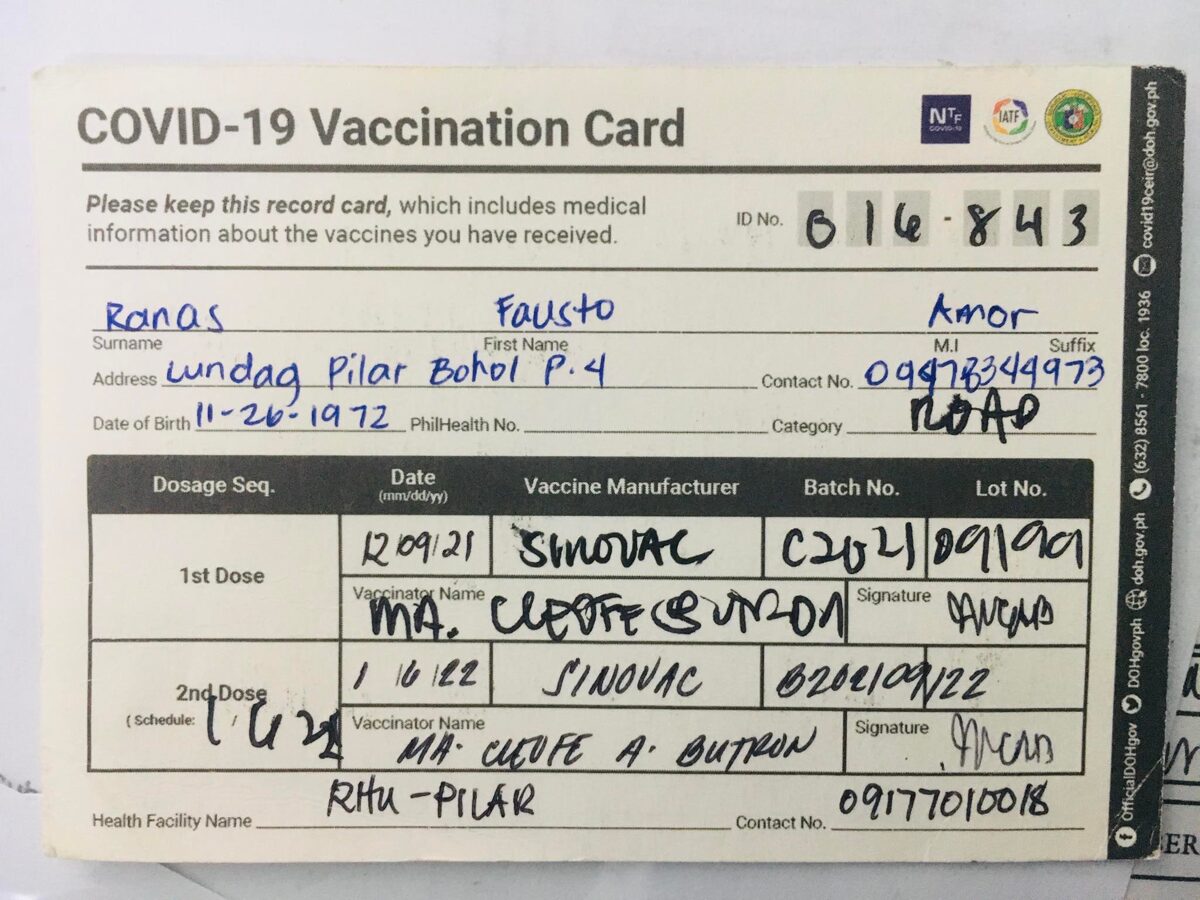 COVID-19 Vaccination Card
NTF COVID-19 IATF
Please keep this record card, which includes medical
information about the vaccines you have received.
ID No. 016-843
Ranas Fausto Amor
Surname First Name M.I Suffix
Address Lundag Pilar Bohol P.4 Contact No. 09478344973
Date of Birth 11-26-1972 PhilHealth No. Category ROAP
Dosage Seq. Date (mm/dd/yy) Vaccine Manufacturer Batch No. Lot No.
1st Dose 12/09/21 SINOVAC C2021 09199
Vaccinator Name MA. CLEOFE BUTRON Signature
2nd Dose 1/6/22 SINOVAC B202109122
(Schedule: 1/6/22
Vaccinator Name MA. CLEOFE A. BUTRON Signature
Health Facility Name RHU-PILAR Contact No. 09177010018
OfficialDOHgov DOHgovph doh.gov.ph (632) 8561 - 7800 loc. 1936 covid19ceir@doh.gov.ph